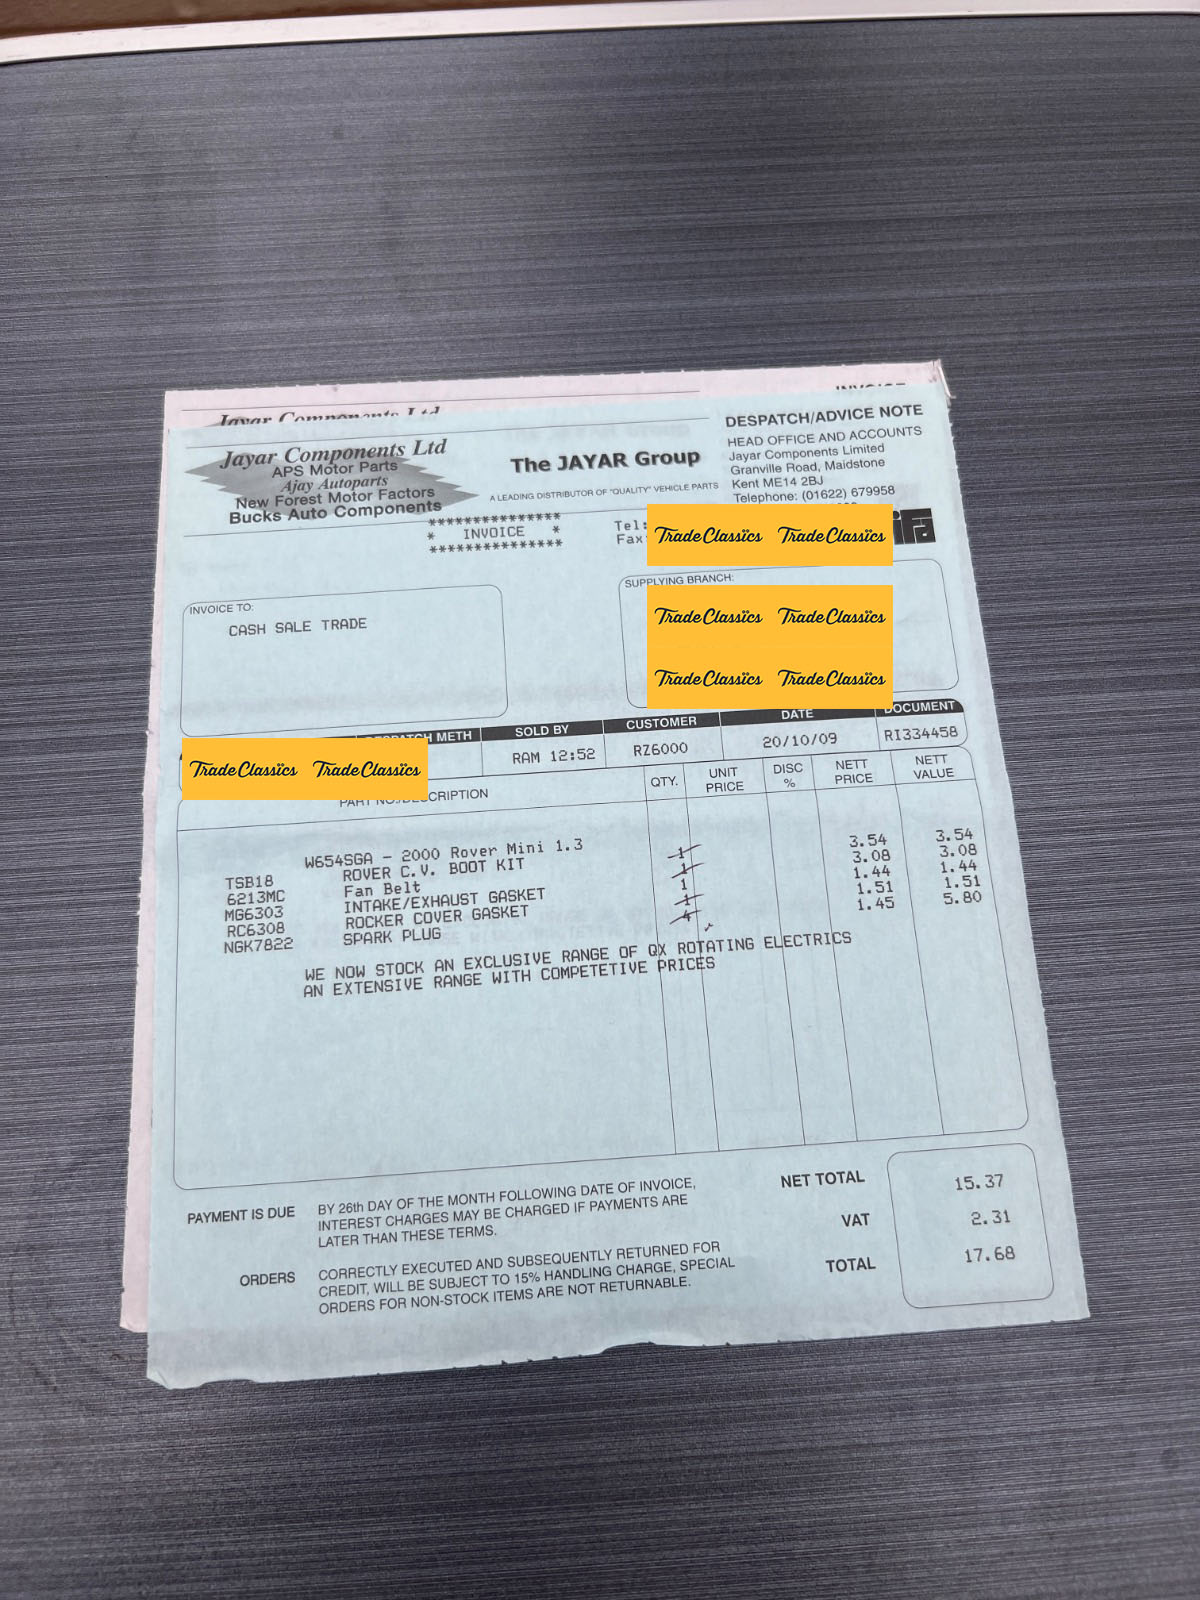 INVOICE
Jayar Components Ltd
Jayar Components Ltd
APS Motor Parts
Ajay Autoparts
New Forest Motor Factors
Bucks Auto Components
The JAYAR Group
A LEADING DISTRIBUTOR OF "QUALITY" VEHICLE PARTS
DESPATCH/ADVICE NOTE
HEAD OFFICE AND ACCOUNTS
Jayar Components Limited
Granville Road, Maidstone
Kent ME14 2BJ
Telephone: (01622) 679958
***************
* INVOICE *
***************
Tel:
Fax:
TradeClassics TradeClassics
ifa
INVOICE TO:
CASH SALE TRADE
SUPPLYING BRANCH:
TradeClassics TradeClassics
TradeClassics TradeClassics
DESPATCH METH SOLD BY CUSTOMER DATE DOCUMENT
TradeClassics TradeClassics RAM 12:52 RZ6000 20/10/09 RI334458
PART NO./DESCRIPTION QTY. UNIT PRICE DISC % NETT PRICE NETT VALUE
W654SGA - 2000 Rover Mini 1.3
TSB18 ROVER C.V. BOOT KIT 1 3.54 3.54
6213MC Fan Belt 1 3.08 3.08
MG6303 INTAKE/EXHAUST GASKET 1 1.44 1.44
RC6308 ROCKER COVER GASKET 1 1.51 1.51
NGK7822 SPARK PLUG 4 1.45 5.80
WE NOW STOCK AN EXCLUSIVE RANGE OF QX ROTATING ELECTRICS
AN EXTENSIVE RANGE WITH COMPETETIVE PRICES
PAYMENT IS DUE BY 26th DAY OF THE MONTH FOLLOWING DATE OF INVOICE,
INTEREST CHARGES MAY BE CHARGED IF PAYMENTS ARE
LATER THAN THESE TERMS.
ORDERS CORRECTLY EXECUTED AND SUBSEQUENTLY RETURNED FOR
CREDIT, WILL BE SUBJECT TO 15% HANDLING CHARGE, SPECIAL
ORDERS FOR NON-STOCK ITEMS ARE NOT RETURNABLE.
NET TOTAL 15.37
VAT 2.31
TOTAL 17.68